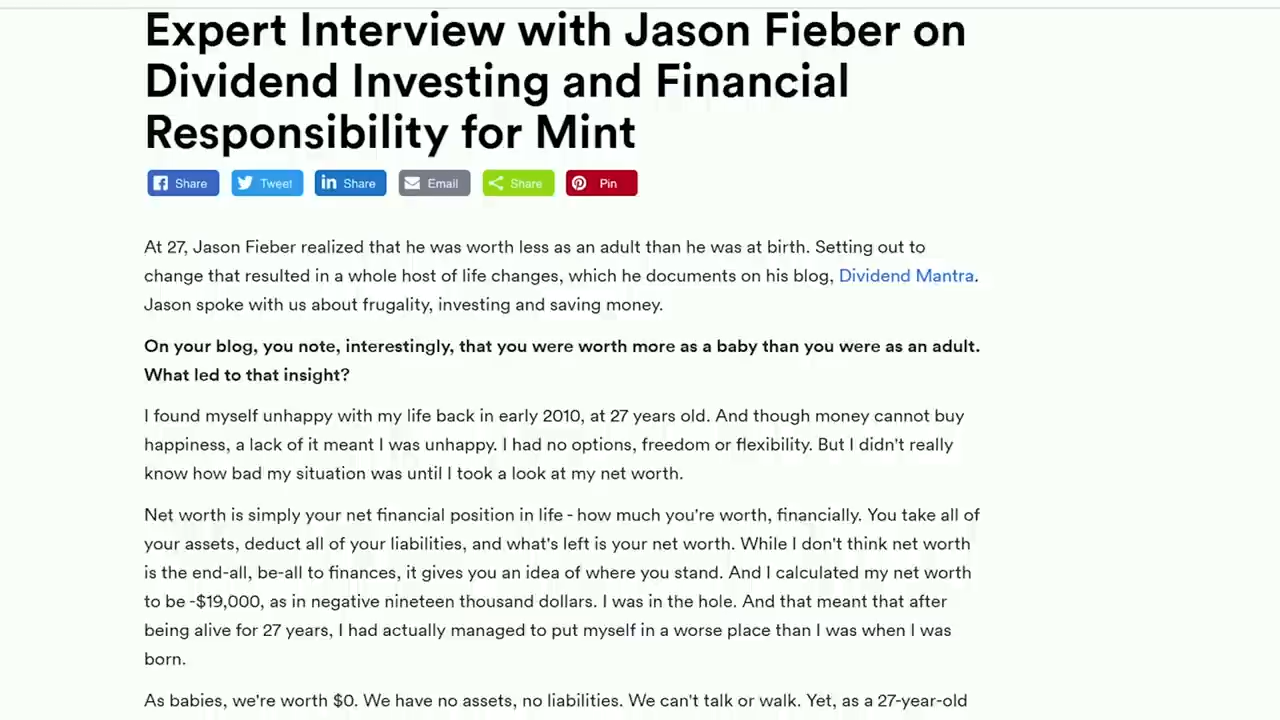 Expert Interview with Jason Fieber on
Dividend Investing and Financial
Responsibility for Mint
Share Tweet Share Email Share Pin
At 27, Jason Fieber realized that he was worth less as an adult than he was at birth. Setting out to
change that resulted in a whole host of life changes, which he documents on his blog, Dividend Mantra.
Jason spoke with us about frugality, investing and saving money.
On your blog, you note, interestingly, that you were worth more as a baby than you were as an adult.
What led to that insight?
I found myself unhappy with my life back in early 2010, at 27 years old. And though money cannot buy
happiness, a lack of it meant I was unhappy. I had no options, freedom or flexibility. But I didn't really
know how bad my situation was until I took a look at my net worth.
Net worth is simply your net financial position in life - how much you're worth, financially. You take all of
your assets, deduct all of your liabilities, and what's left is your net worth. While I don't think net worth
is the end-all, be-all to finances, it gives you an idea of where you stand. And I calculated my net worth
to be -$19,000, as in negative nineteen thousand dollars. I was in the hole. And that meant that after
being alive for 27 years, I had actually managed to put myself in a worse place than I was when I was
born.
As babies, we're worth $0. We have no assets, no liabilities. We can't talk or walk. Yet, as a 27-year-old